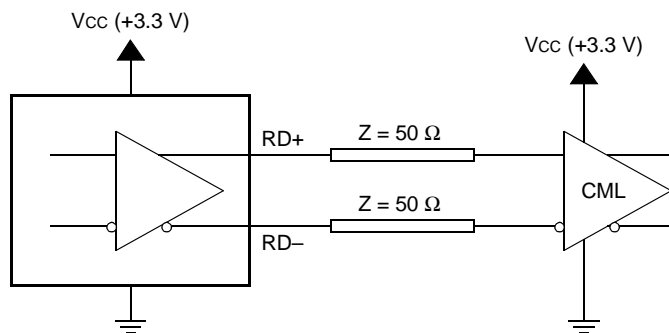 VCC (+3.3 V)
VCC (+3.3 V)
RD+
Z = 50 Ω
CML
Z = 50 Ω
RD–